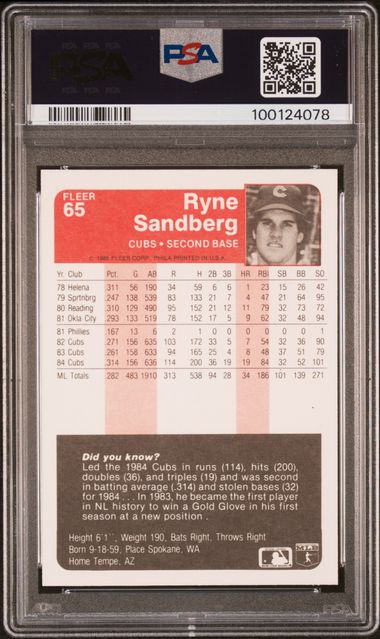 PSA
PSA
100124078
FLEER
65
Ryne
Sandberg
CUBS • SECOND BASE
© 1985 FLEER CORP., PHILA PRINTED IN U.S.A.
Yr. Club Pct. G AB R H 2B 3B HR RBI SB BB SO
78 Helena .311 56 190 34 59 6 6 1 23 15 26 42
79 Sprtnbrg .247 138 539 83 133 21 7 4 47 21 64 95
80 Reading .310 129 490 95 152 21 12 11 79 32 73 72
81 Okla City .293 133 519 78 152 17 5 9 62 32 48 94
81 Phillies .167 13 6 2 1 0 0 0 0 0 0 1
82 Cubs .271 156 635 103 172 33 5 7 54 32 36 90
83 Cubs .261 158 633 94 165 25 4 8 48 37 51 79
84 Cubs .314 156 636 114 200 36 19 19 84 32 52 101
ML Totals .282 483 1910 313 538 94 28 34 186 101 139 271
Did you know?
Led the 1984 Cubs in runs (114), hits (200),
doubles (36), and triples (19) and was second
in batting average (.314) and stolen bases (32)
for 1984 . . . In 1983, he became the first player
in NL history to win a Gold Glove in his first
season at a new position .
Height 6'1'', Weight 190, Bats Right, Throws Right
Born 9-18-59, Place Spokane, WA
Home Tempe, AZ